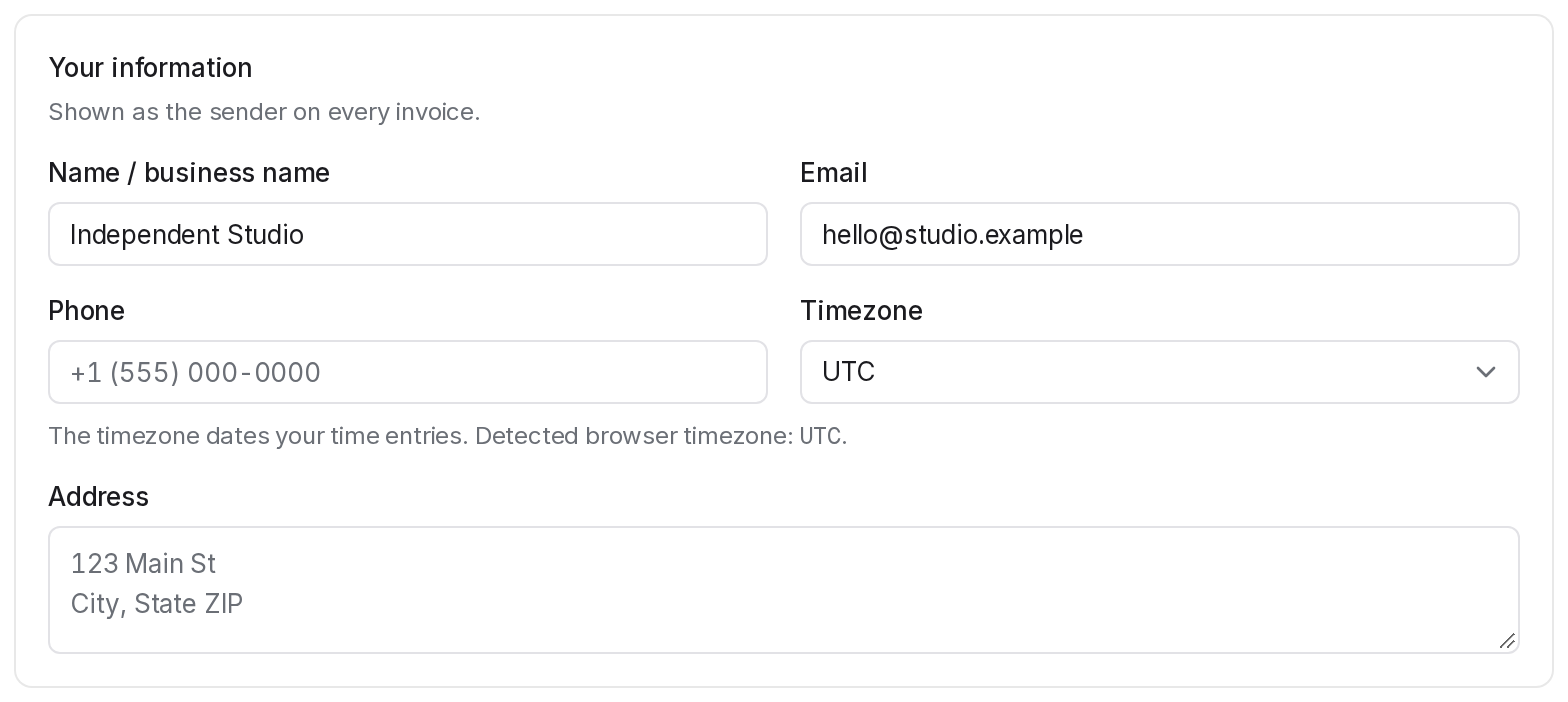 Your information
Shown as the sender on every invoice.
Name / business name
Email
Independent Studio
hello@studio.example
Phone
Timezone
+1 (555) 000-0000
UTC
The timezone dates your time entries. Detected browser timezone: UTC.
Address
123 Main St
City, State ZIP